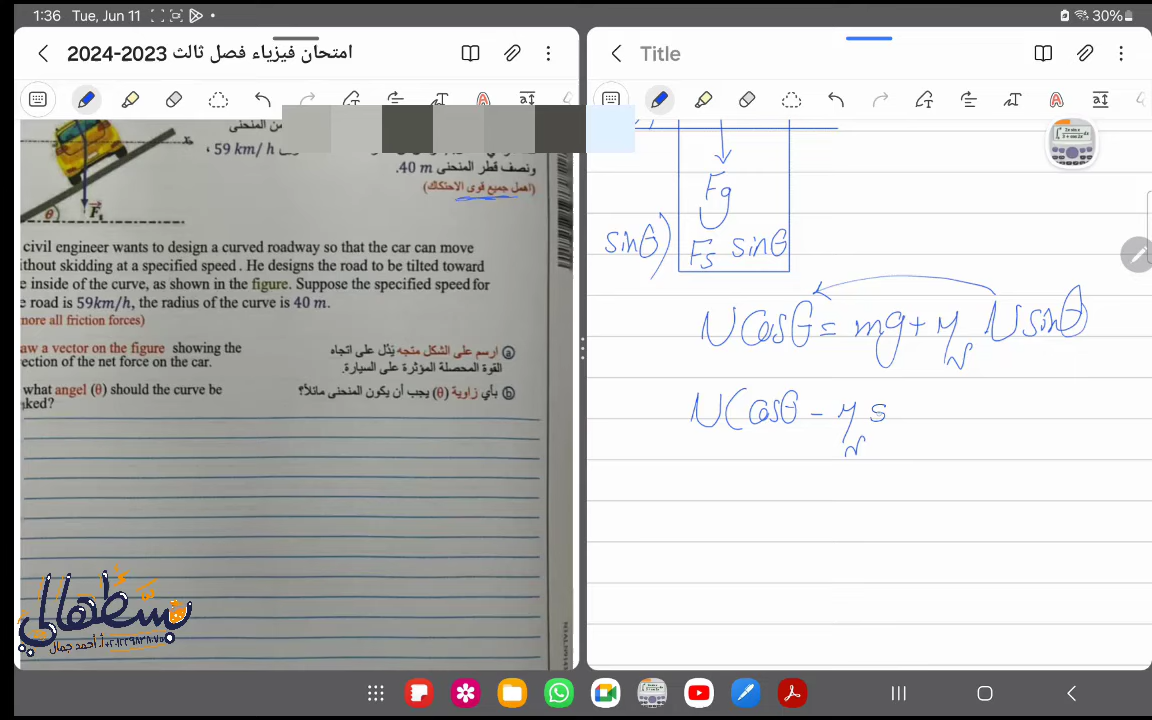 1:36 Tue, Jun 11
30%
امتحان فيزياء فصل ثالث 2023-2024
من المنحنى
59 km/h ،
ونصف قطر المنحنى 40 m.
(اهمل جميع قوى الاحتكاك)
θ
civil engineer wants to design a curved roadway so that the car can move
thout skidding at a specified speed . He designs the road to be tilted toward
e inside of the curve, as shown in the figure. Suppose the specified speed for
e road is 59km/h, the radius of the curve is 40 m.
nore all friction forces)
aw a vector on the figure showing the
ection of the net force on the car.
ⓐ ارسم على الشكل متجه يَدُل على اتجاه
القوة المحصلة المؤثرة على السيارة.
what angel (θ) should the curve be
ked?
ⓑ بأي زاوية (θ) يجب أن يكون المنحنى مائلاً؟
بسطهالي
أ. أحمد جمال
Title
Fg
sinθ)
Fs sinθ
N Cosθ = mg + μs N sinθ
N(Cosθ - μs s